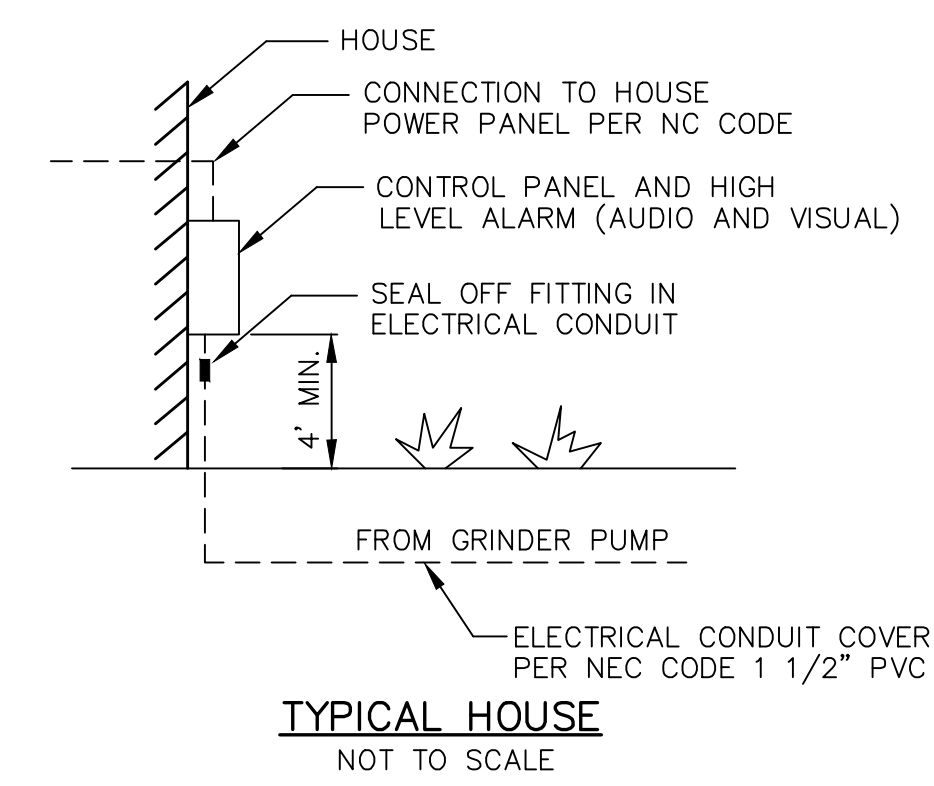 HOUSE
CONNECTION TO HOUSE
POWER PANEL PER NC CODE
CONTROL PANEL AND HIGH
LEVEL ALARM (AUDIO AND VISUAL)
SEAL OFF FITTING IN
ELECTRICAL CONDUIT
4' MIN.
FROM GRINDER PUMP
ELECTRICAL CONDUIT COVER
PER NEC CODE 1 1/2" PVC
TYPICAL HOUSE
NOT TO SCALE